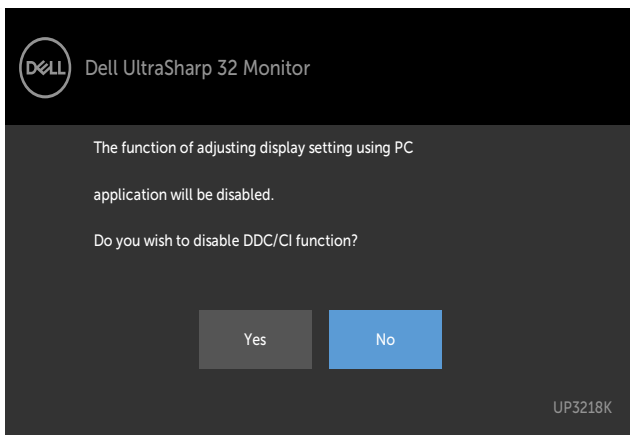 DELL
Dell UltraSharp 32 Monitor
The function of adjusting display setting using PC
application will be disabled.
Do you wish to disable DDC/CI function?
Yes
No
UP3218K